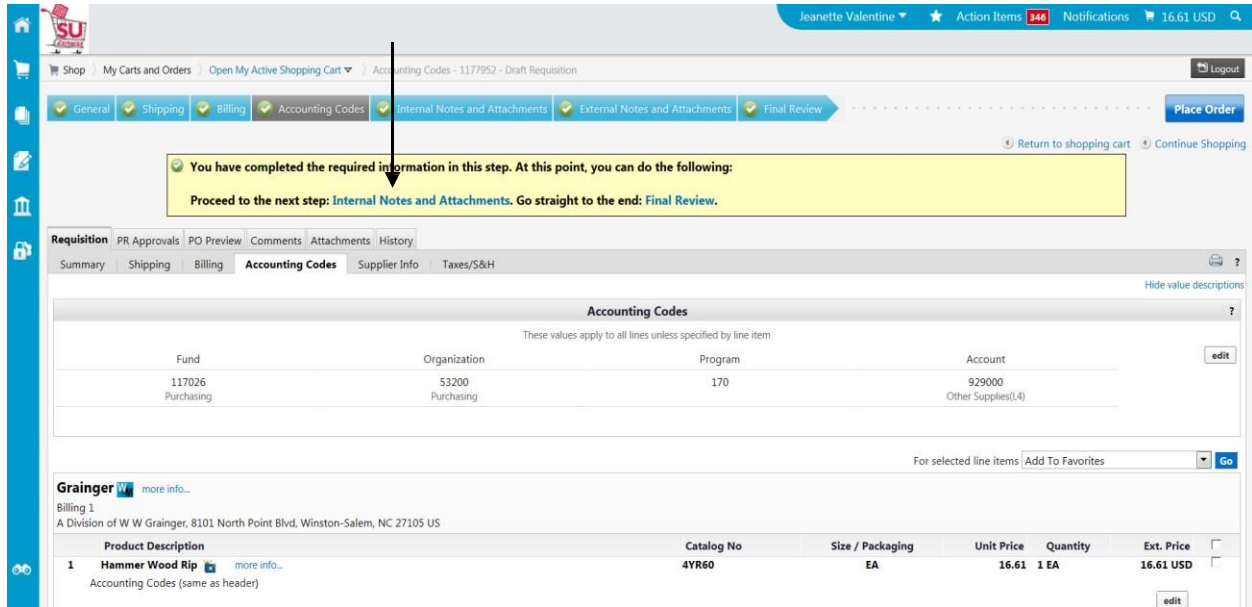 Jeanette Valentine Action Items 346 Notifications 16.61 USD
SU
Shop My Carts and Orders Open My Active Shopping Cart Accounting Codes - 1177952 - Draft Requisition Logout
General Shipping Billing Accounting Codes Internal Notes and Attachments External Notes and Attachments Final Review Place Order
Return to shopping cart Continue Shopping
You have completed the required information in this step. At this point, you can do the following:
Proceed to the next step: Internal Notes and Attachments. Go straight to the end: Final Review.
Requisition PR Approvals PO Preview Comments Attachments History
Summary Shipping Billing Accounting Codes Supplier Info Taxes/S&H ?
Hide value descriptions
Accounting Codes ?
These values apply to all lines unless specified by line item
Fund Organization Program Account edit
117026 53200 170 929000
Purchasing Purchasing Other Supplies(L4)
For selected line items Add To Favorites Go
Grainger more info...
Billing 1
A Division of W W Grainger, 8101 North Point Blvd, Winston-Salem, NC 27105 US
Product Description Catalog No Size / Packaging Unit Price Quantity Ext. Price
1 Hammer Wood Rip more info... 4YR60 EA 16.61 1 EA 16.61 USD
Accounting Codes (same as header)
edit